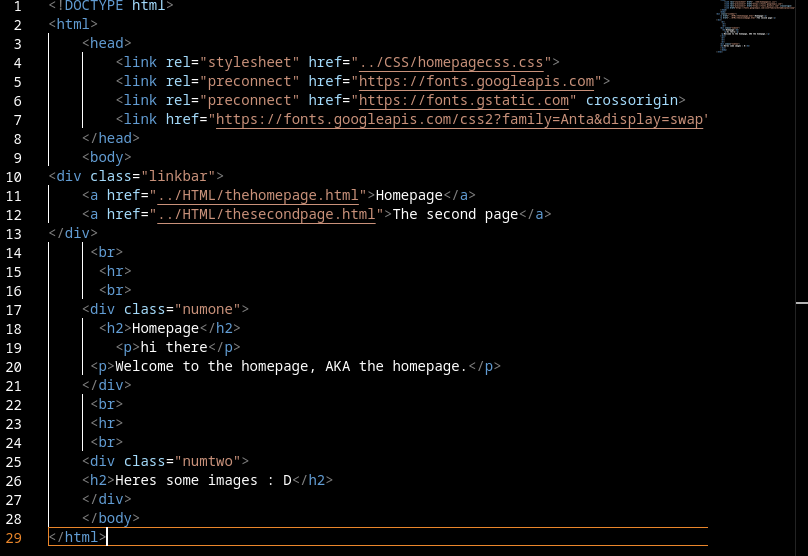 1 <!DOCTYPE html>
2 <html>
3     <head>
4         <link rel="stylesheet" href="../CSS/homepagecss.css">
5         <link rel="preconnect" href="https://fonts.googleapis.com">
6         <link rel="preconnect" href="https://fonts.gstatic.com" crossorigin>
7         <link href="https://fonts.googleapis.com/css2?family=Anta&display=swap"
8     </head>
9     <body>
10 <div class="linkbar">
11     <a href="../HTML/thehomepage.html">Homepage</a>
12     <a href="../HTML/thesecondpage.html">The second page</a>
13 </div>
14      <br>
15       <hr>
16       <br>
17     <div class="numone">
18       <h2>Homepage</h2>
19         <p>hi there</p>
20      <p>Welcome to the homepage, AKA the homepage.</p>
21     </div>
22      <br>
23      <hr>
24      <br>
25     <div class="numtwo">
26     <h2>Heres some images : D</h2>
27     </div>
28     </body>
29 </html>